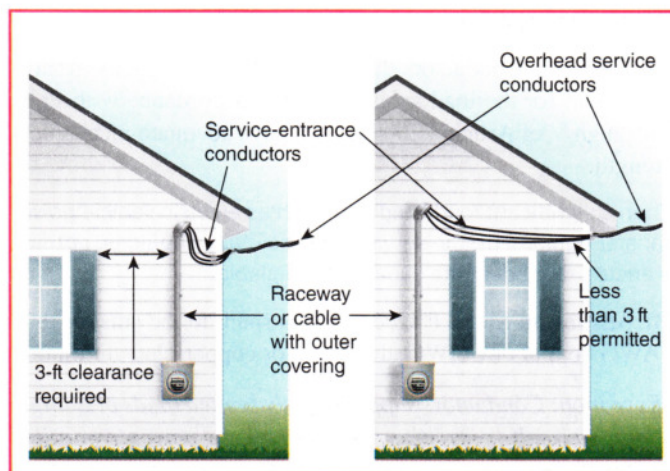 Overhead service
conductors
Service-entrance
conductors
Raceway
or cable
with outer
covering
Less
than 3 ft
permitted
3-ft clearance
required